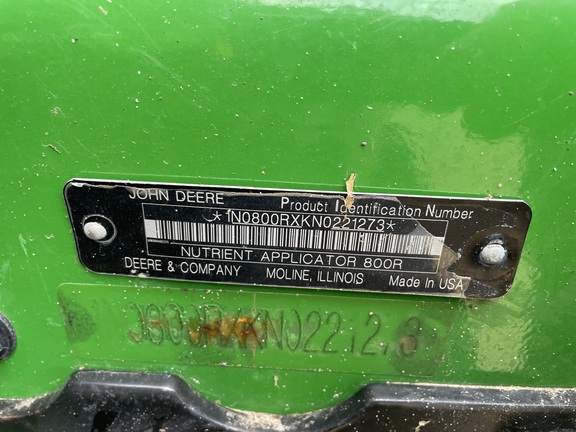 JOHN DEERE Product Identification Number
*1N0800RXKN0221273*
NUTRIENT APPLICATOR 800R
DEERE & COMPANY MOLINE, ILLINOIS Made In USA